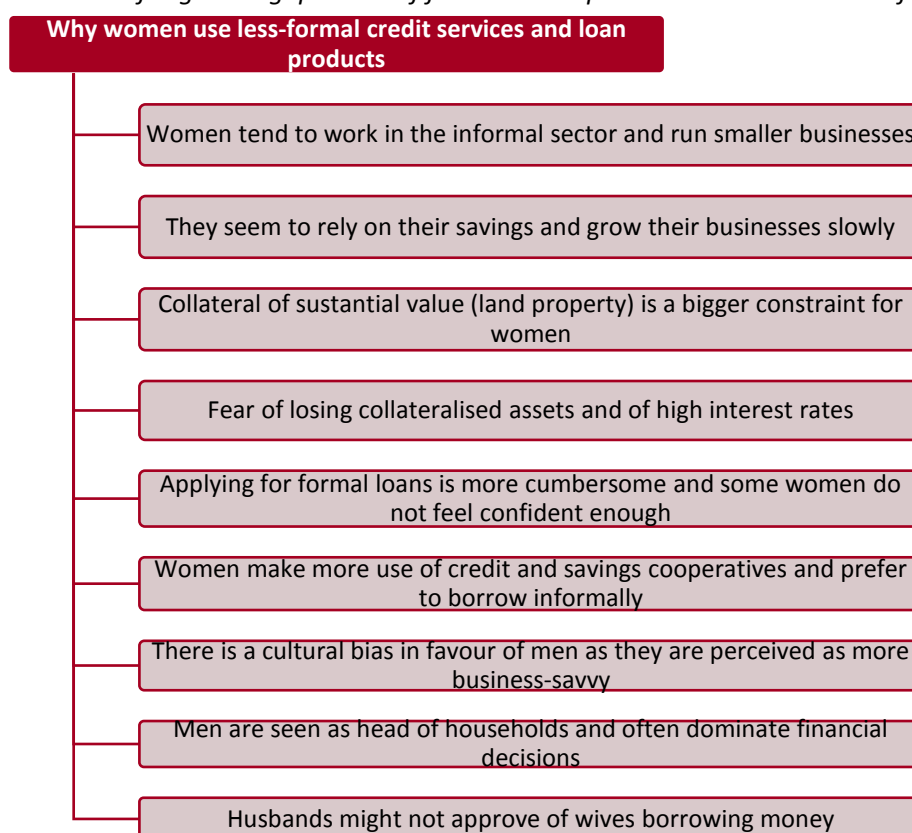 Why women use less-formal credit services and loan
products
Women tend to work in the informal sector and run smaller businesses
They seem to rely on their savings and grow their businesses slowly
Collateral of sustantial value (land property) is a bigger constraint for
women
Fear of losing collateralised assets and of high interest rates
Applying for formal loans is more cumbersome and some women do
not feel confident enough
Women make more use of credit and savings cooperatives and prefer
to borrow informally
There is a cultural bias in favour of men as they are perceived as more
business-savvy
Men are seen as head of households and often dominate financial
decisions
Husbands might not approve of wives borrowing money